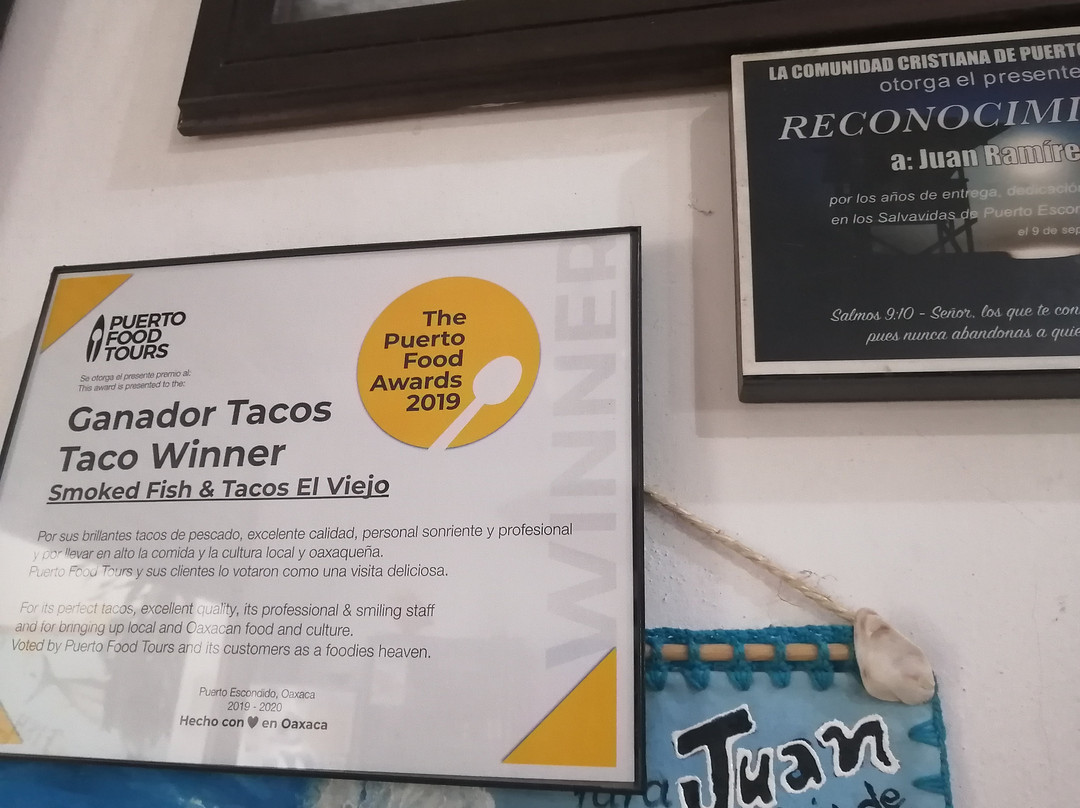 PUERTO
FOOD
TOURS
Se otorga el presente premio al:
This award is presented to the:
The
Puerto
Food
Awards
2019
WINNER
Ganador Tacos
Taco Winner
Smoked Fish & Tacos El Viejo
Por sus brillantes tacos de pescado, excelente calidad, personal sonriente y profesional
y por llevar en alto la comida y la cultura local y oaxaqueña.
Puerto Food Tours y sus clientes lo votaron como una visita deliciosa.
For its perfect tacos, excellent quality, its professional & smiling staff
and for bringing up local and Oaxacan food and culture.
Voted by Puerto Food Tours and its customers as a foodies heaven.
Puerto Escondido, Oaxaca
2019 - 2020
Hecho con ♥ en Oaxaca
LA COMUNIDAD CRISTIANA DE PUERTO
otorga el presente
RECONOCIMI
a: Juan Ramíre
por los años de entrega, dedicación
en los Salvavidas de Puerto Escon
el 9 de sep
Salmos 9:10 - Señor, los que te con
pues nunca abandonas a quie
Para Juan
de